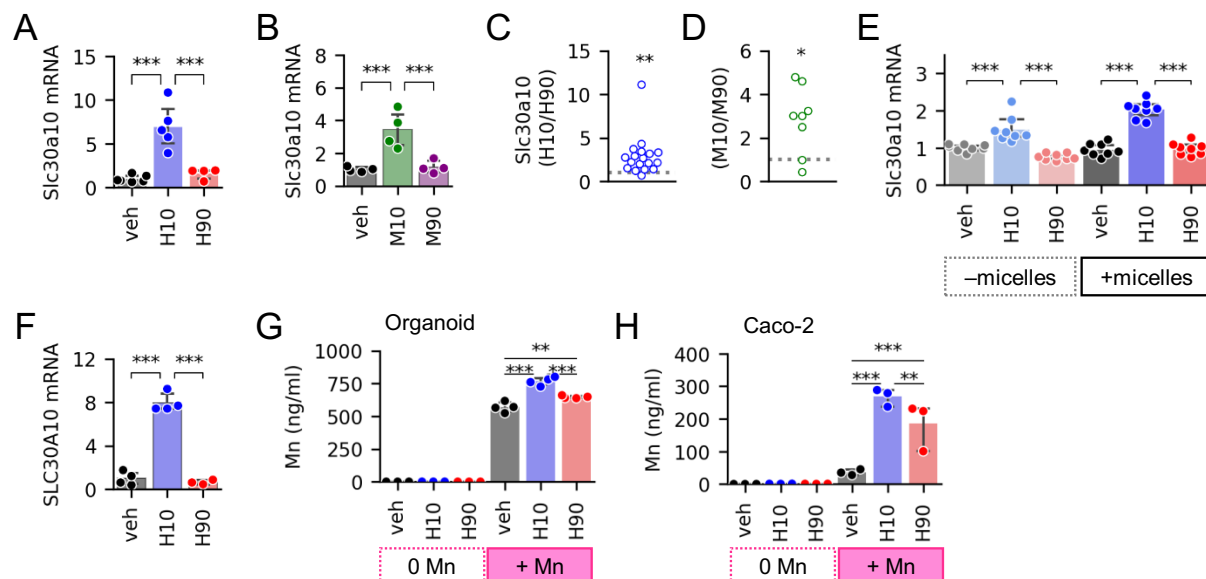 A
Slc30a10 mRNA
15
10
5
0
***
***
veh
H10
H90
B
Slc30a10 mRNA
8
6
4
2
0
***
***
veh
M10
M90
C
Slc30a10
(H10/H90)
15
10
5
0
**
D
(M10/M90)
6
4
2
0
*
E
Slc30a10 mRNA
3
2
1
0
***
***
***
***
veh
H10
H90
veh
H10
H90
–micelles
+micelles
F
SLC30A10 mRNA
12
8
4
0
***
***
veh
H10
H90
G
Organoid
Mn (ng/ml)
1000
750
500
250
0
**
***
***
veh
H10
H90
veh
H10
H90
0 Mn
+ Mn
H
Caco-2
Mn (ng/ml)
400
300
200
100
0
***
***
**
veh
H10
H90
veh
H10
H90
0 Mn
+ Mn